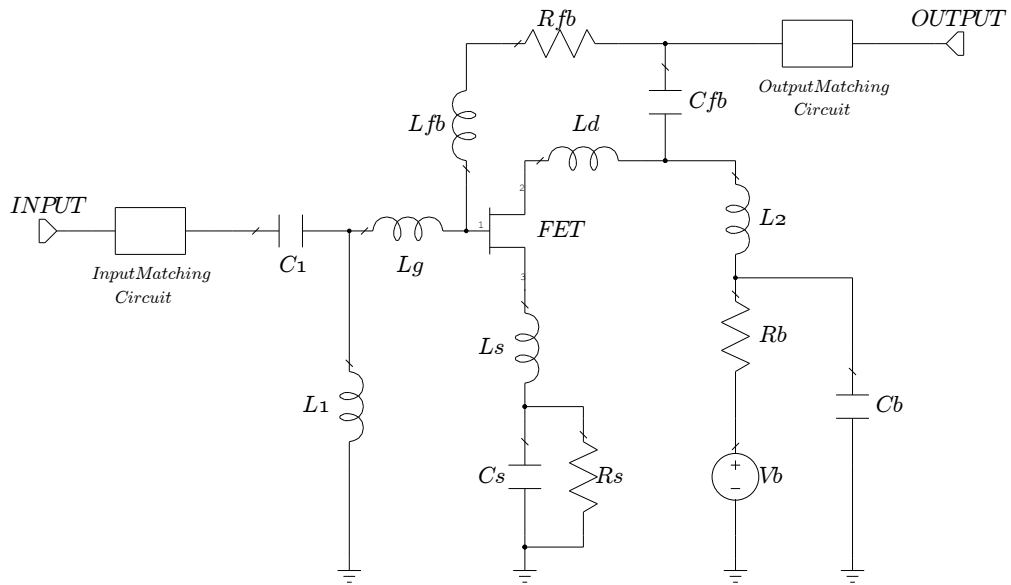 Rfb
OUTPUT
OutputMatching
Circuit
Cfb
Lfb
Ld
2
INPUT
1
FET
L2
InputMatching
Circuit
C1
Lg
3
Ls
Rb
L1
Cb
Cs
Rs
Vb